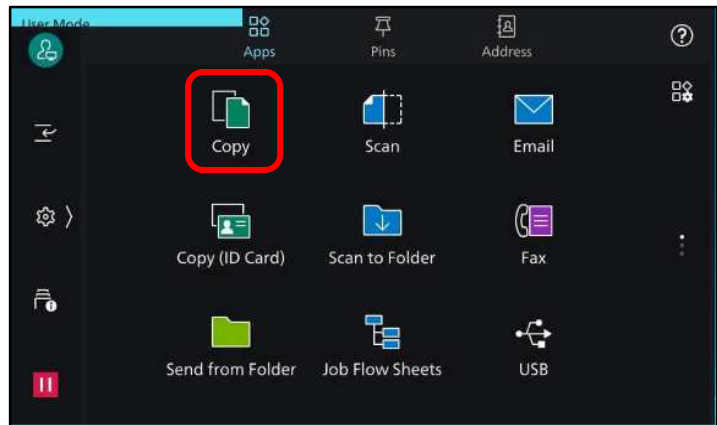 User Mode
Apps
Pins
Address
Copy
Scan
Email
Copy (ID Card)
Scan to Folder
Fax
Send from Folder
Job Flow Sheets
USB